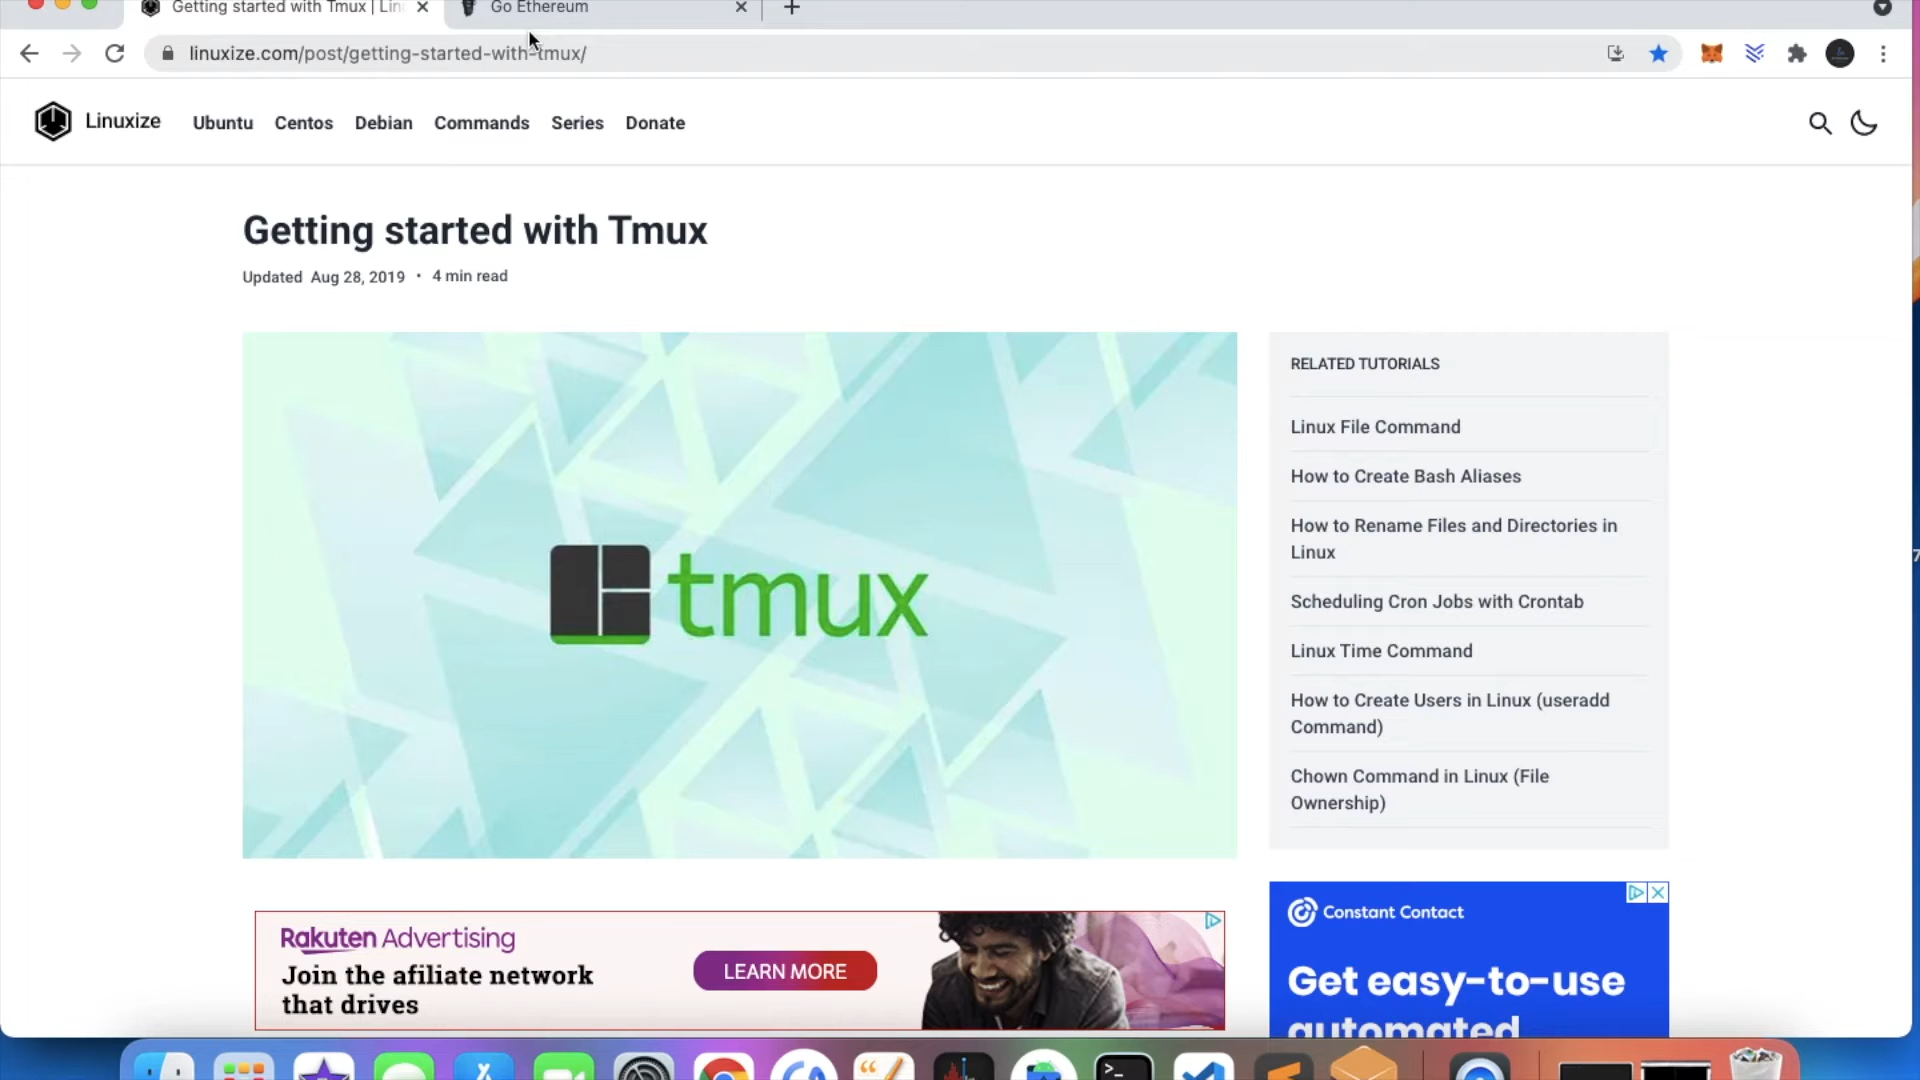 Getting started with Tmux | Lin
Go Ethereum
linuxize.com/post/getting-started-with-tmux/
Linuxize Ubuntu Centos Debian Commands Series Donate
Getting started with Tmux
Updated Aug 28, 2019 • 4 min read
tmux
RELATED TUTORIALS
Linux File Command
How to Create Bash Aliases
How to Rename Files and Directories in
Linux
Scheduling Cron Jobs with Crontab
Linux Time Command
How to Create Users in Linux (useradd
Command)
Chown Command in Linux (File
Ownership)
Rakuten Advertising
Join the afiliate network
that drives
LEARN MORE
Constant Contact
Get easy-to-use
automated